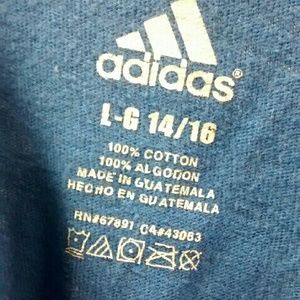 adidas®
L-G 14/16
100% COTTON
100% ALGODON
MADE IN GUATEMALA
HECHO EN GUATEMALA
RN#67891 CA#43063